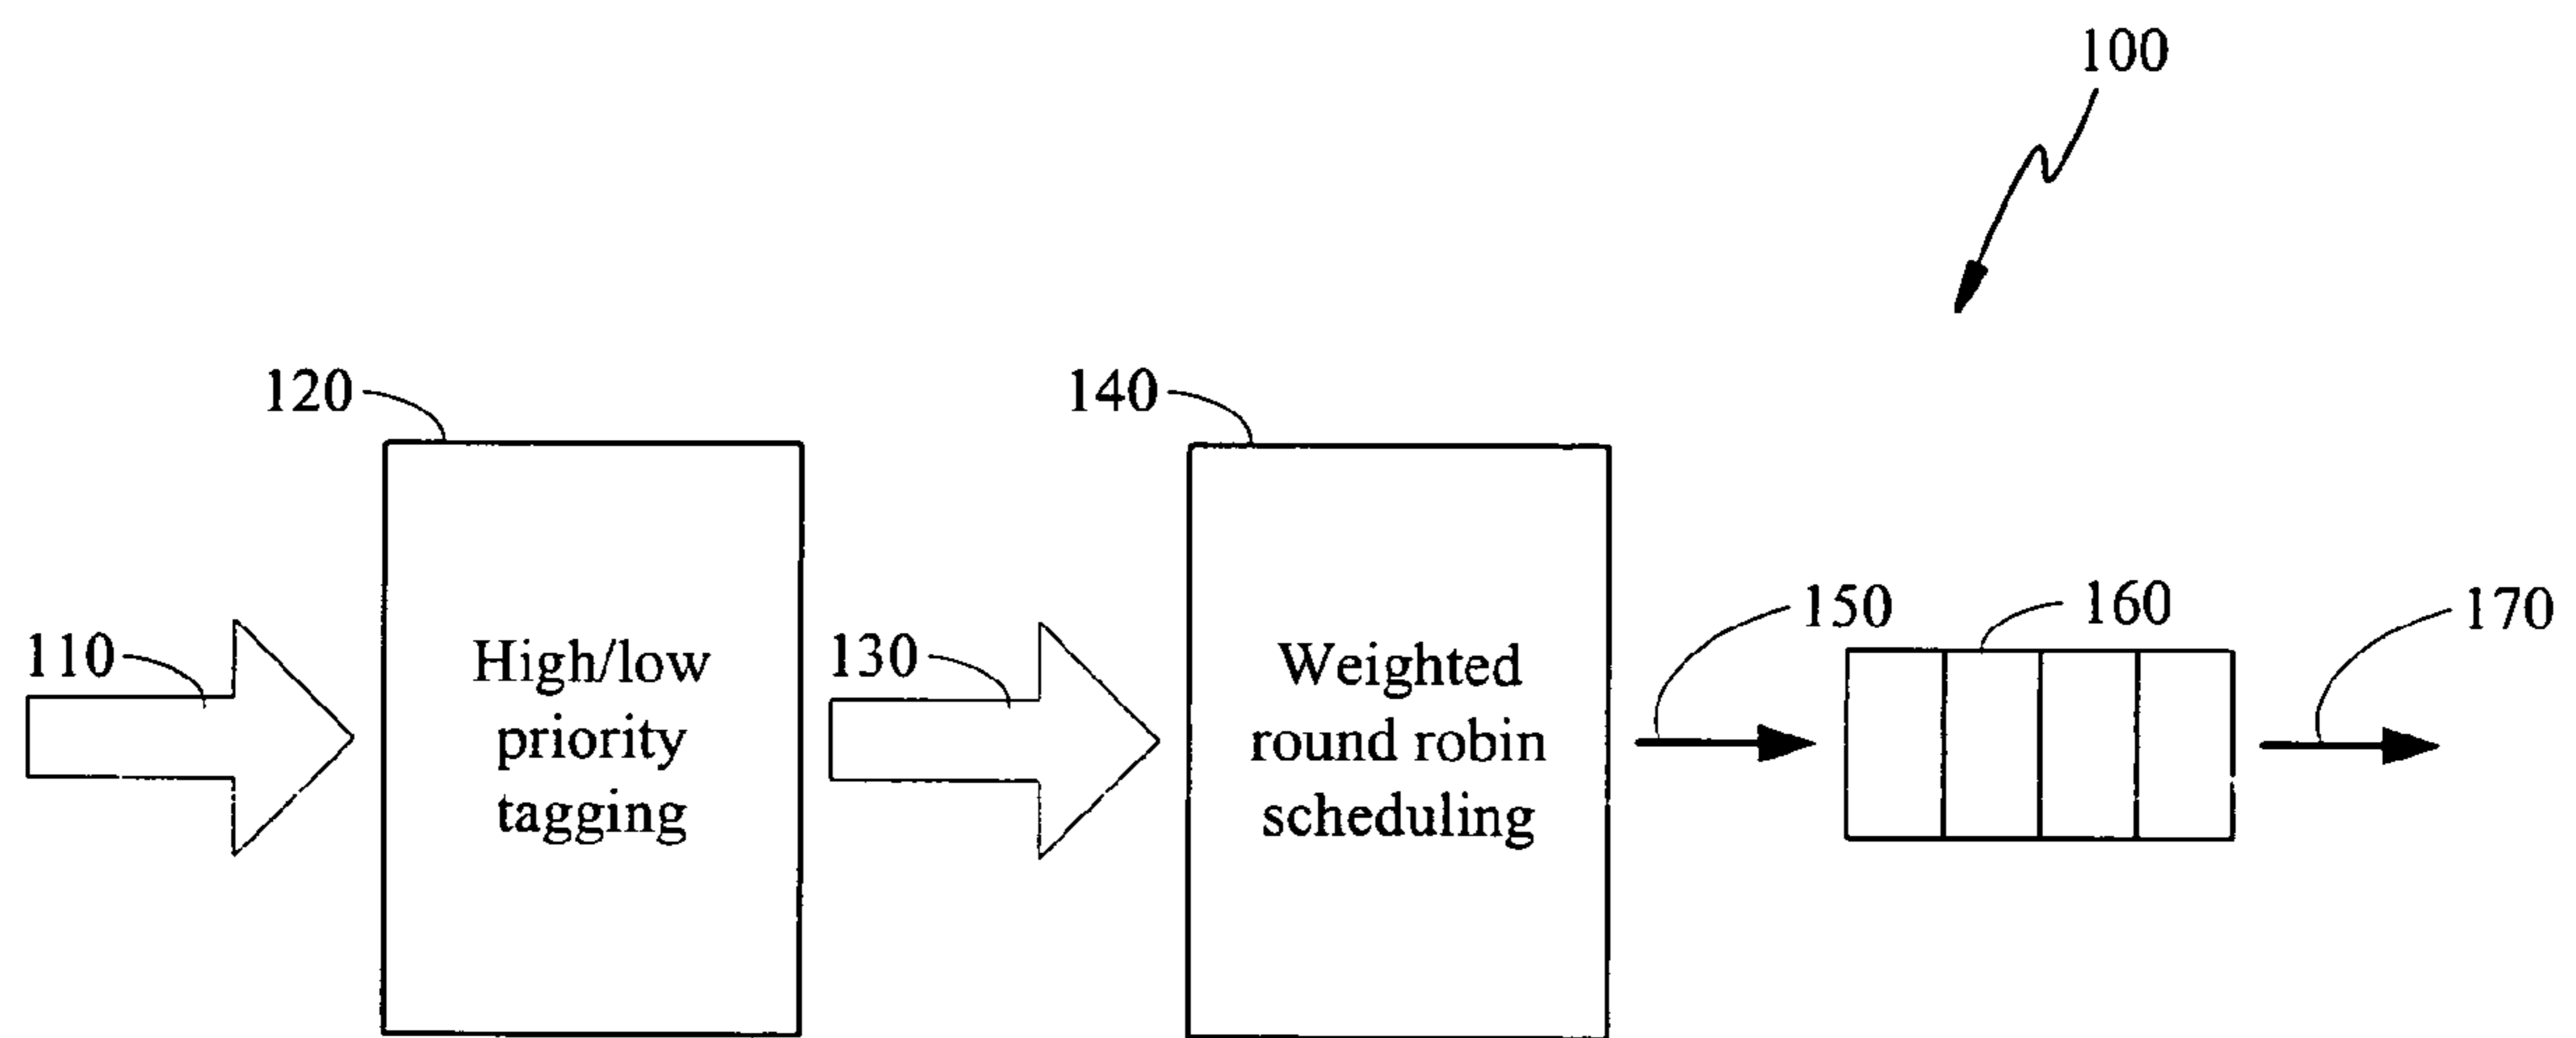 100
120
140
110
High/low
priority
tagging
130
Weighted
round robin
scheduling
150
160
170